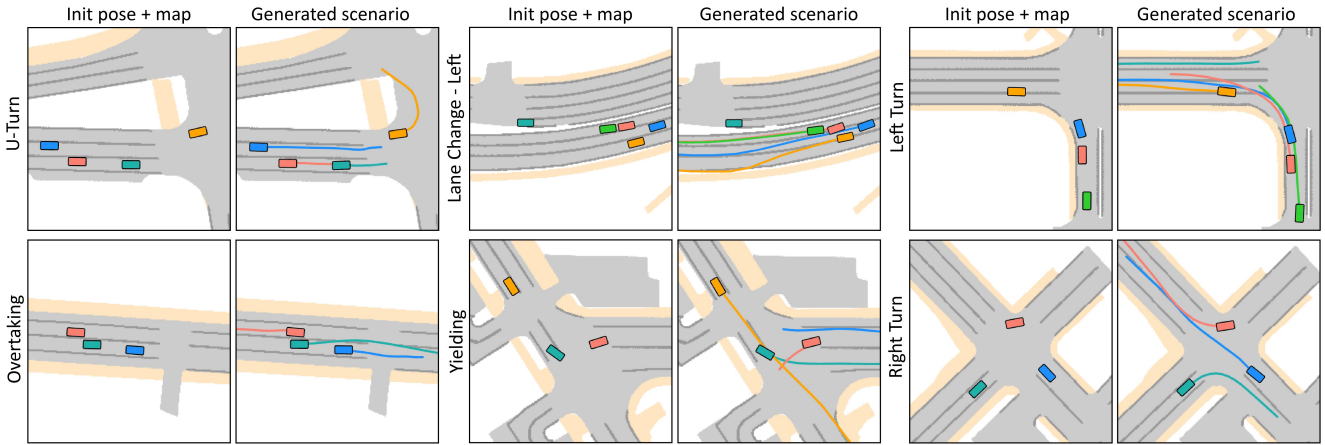 Init pose + map
Generated scenario
Init pose + map
Generated scenario
Init pose + map
Generated scenario
U-Turn
Lane Change - Left
Left Turn
Overtaking
Yielding
Right Turn